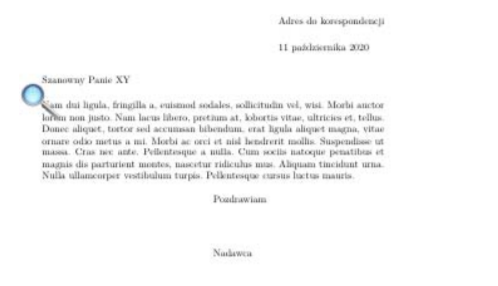 Adres do korespondencji
11 października 2020
Szanowny Panie XY
Nam dui ligula, fringilla a, euismod sodales, sollicitudin vel, wisi. Morbi auctor
lorem non justo. Nam lacus libero, pretium at, lobortis vitae, ultricies et, tellus.
Donec aliquet, tortor sed accumsan bibendum, erat ligula aliquet magna, vitae
ornare odio metus a mi. Morbi ac orci et nisl hendrerit mollis. Suspendisse ut
massa. Cras nec ante. Pellentesque a nulla. Cum sociis natoque penatibus et
magnis dis parturient montes, nascetur ridiculus mus. Aliquam tincidunt urna.
Nulla ullamcorper vestibulum turpis. Pellentesque cursus luctus mauris.
Pozdrawiam
Nadawca